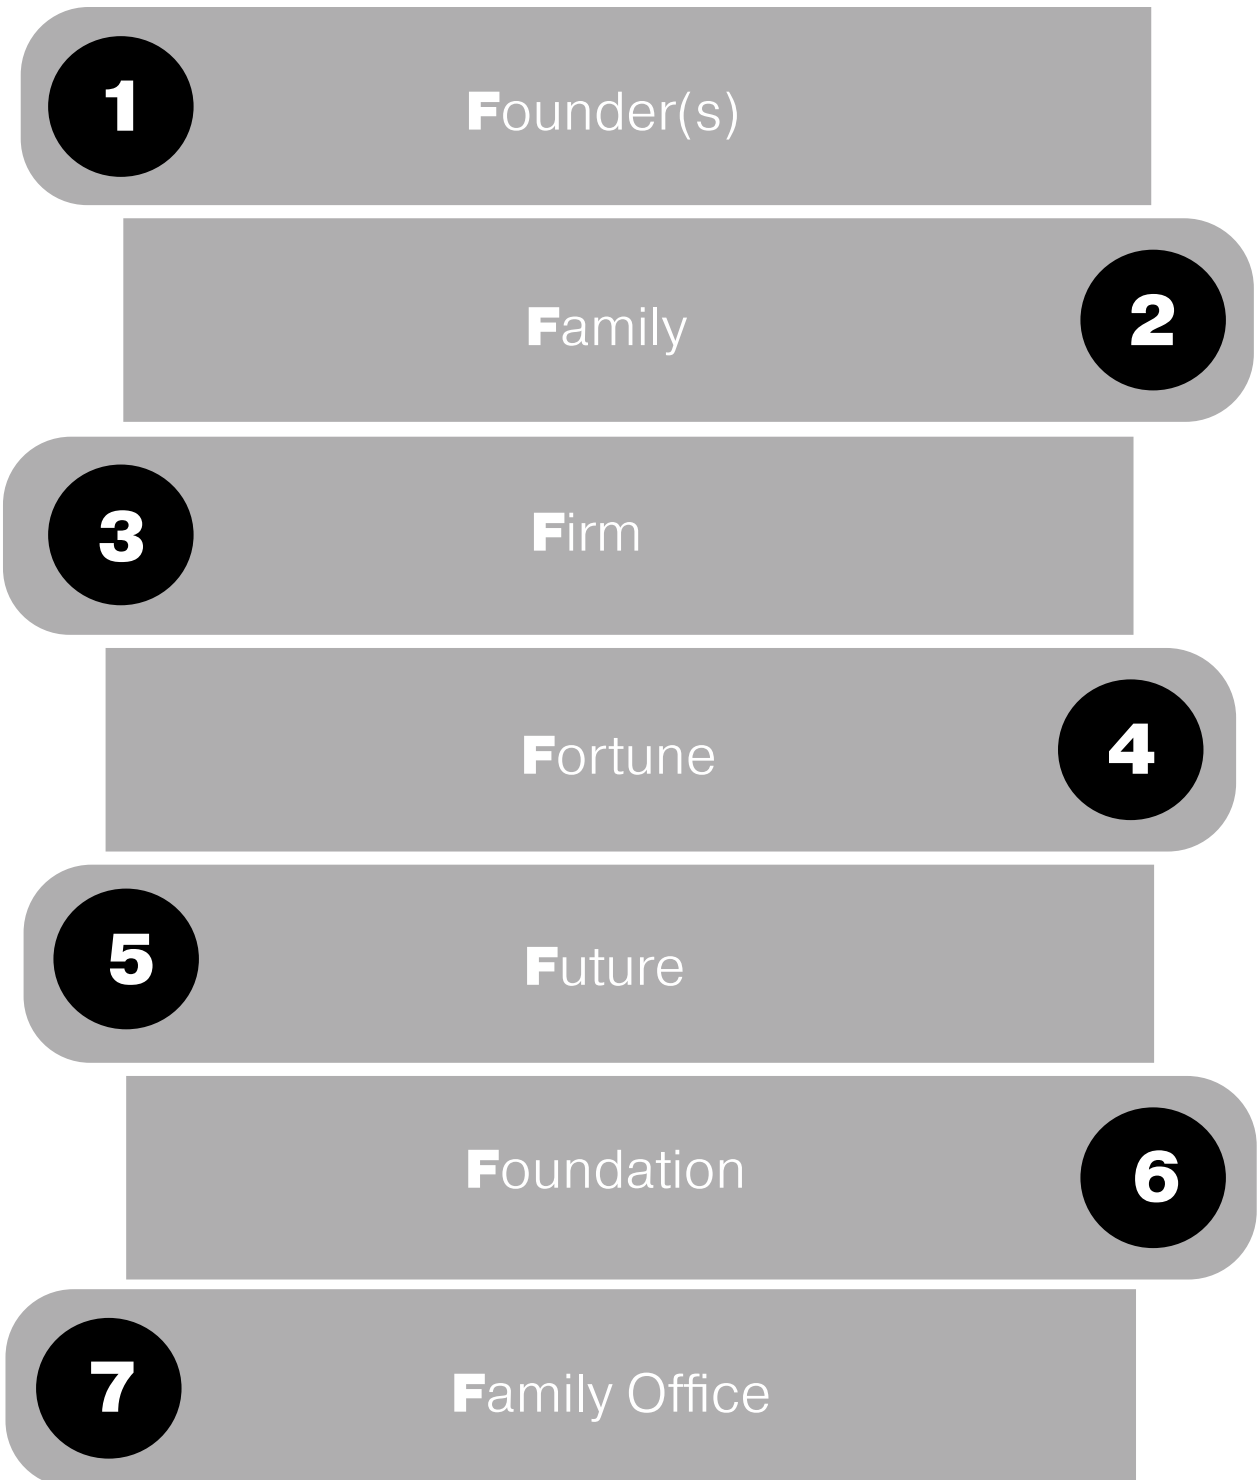 1 Founder(s)
Family 2
3 Firm
Fortune 4
5 Future
Foundation 6
7 Family Office